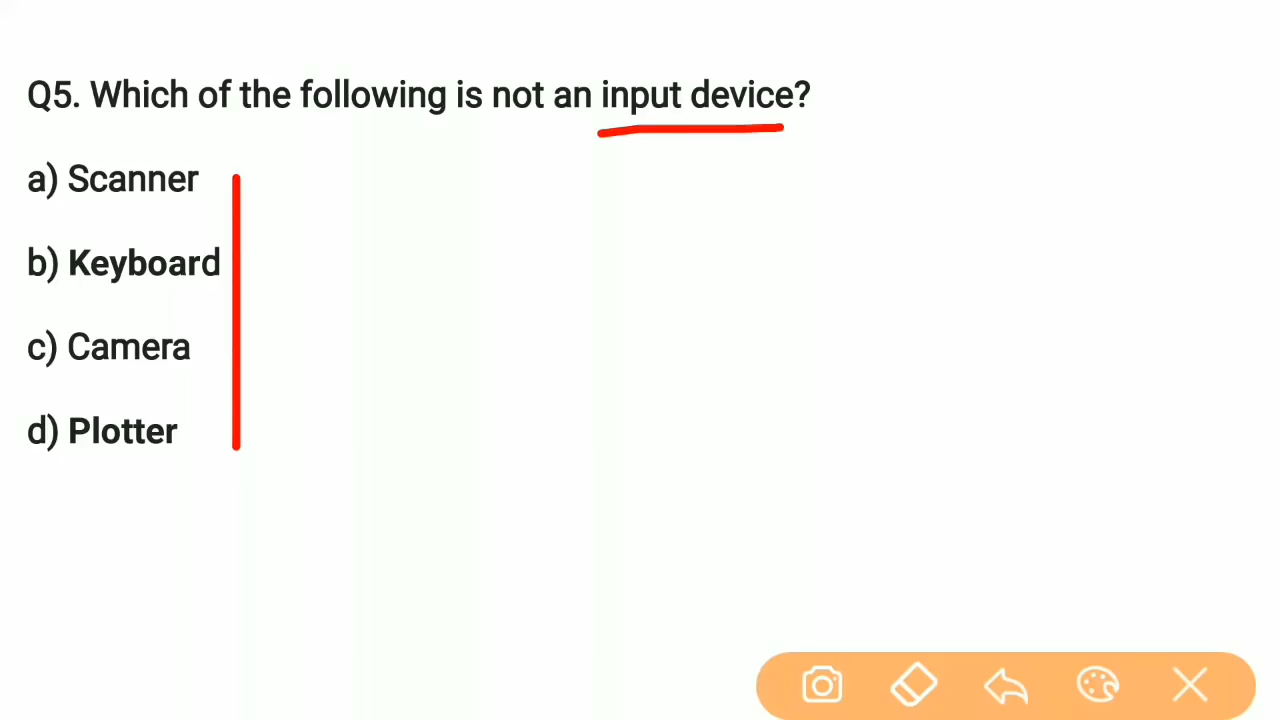 Q5. Which of the following is not an input device?
a) Scanner
b) Keyboard
c) Camera
d) Plotter